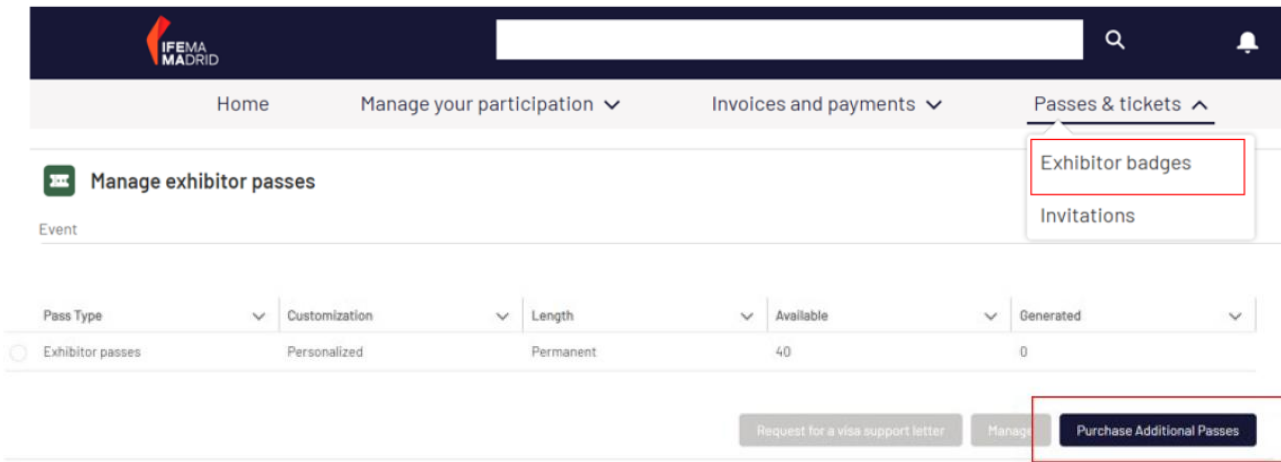 IFEMA
MADRID
Home Manage your participation Invoices and payments Passes & tickets
Exhibitor badges
Invitations
Manage exhibitor passes
Event
Pass Type Customization Length Available Generated
Exhibitor passes Personalized Permanent 40 0
Request for a visa support letter Manage Purchase Additional Passes